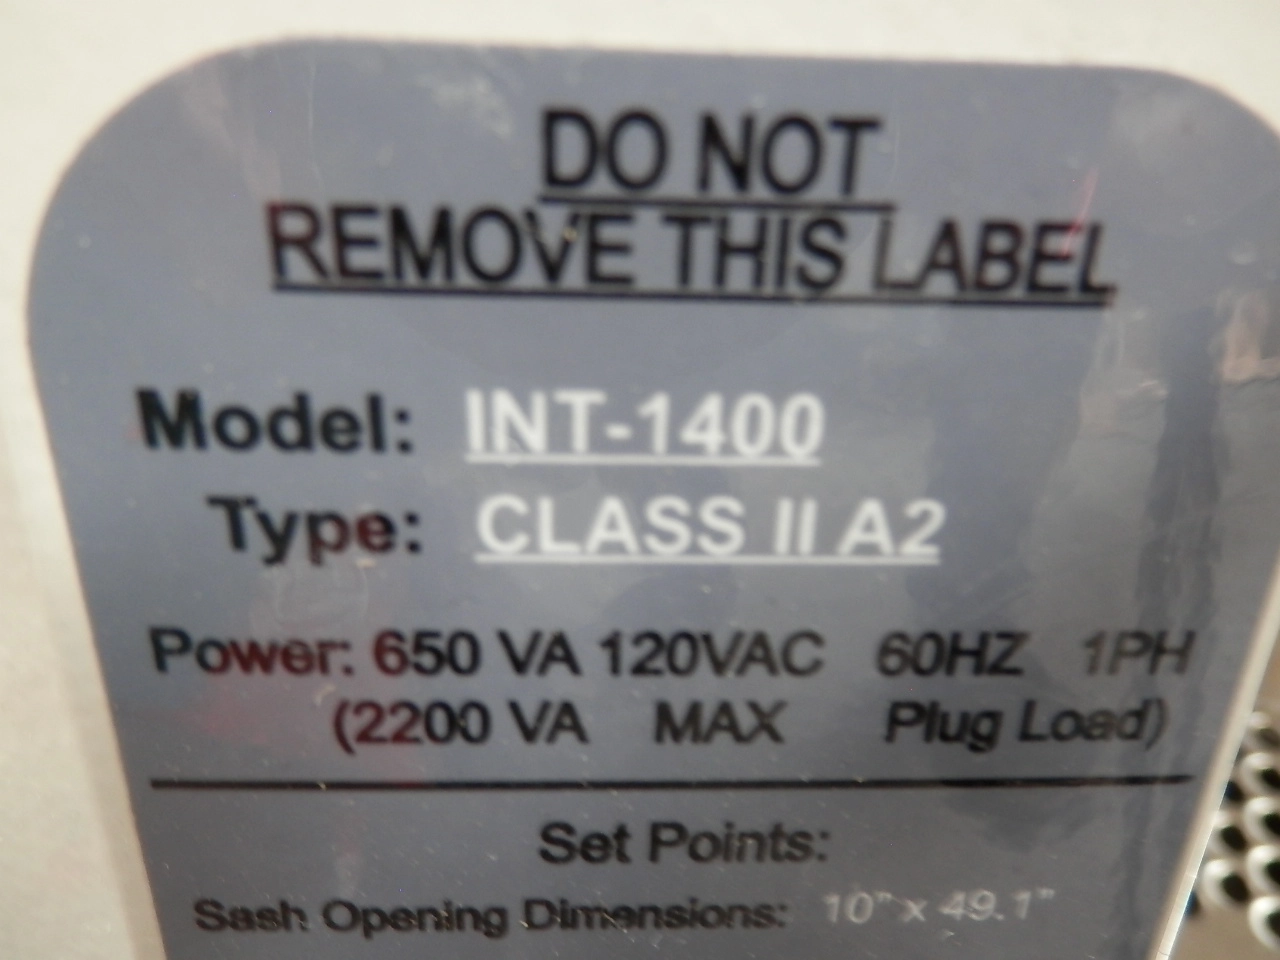 DO NOT
REMOVE THIS LABEL
Model: INT-1400
Type: CLASS II A2
Power: 650 VA 120VAC 60HZ 1PH
(2200 VA MAX Plug Load)
Set Points:
Sash Opening Dimensions: 10" x 49.1"